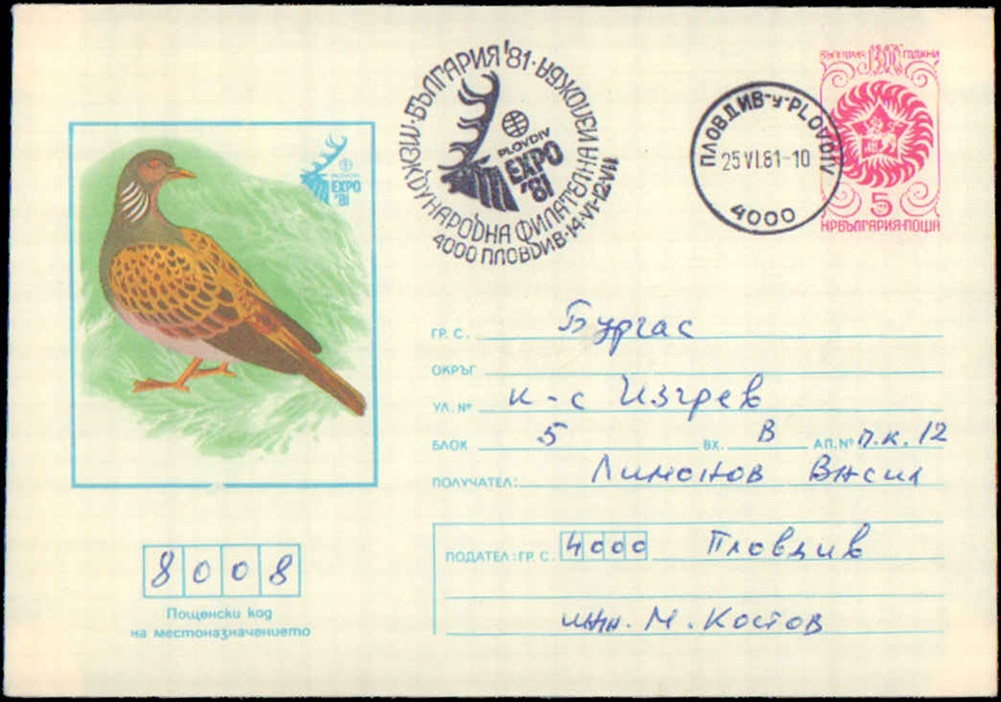 PLOVDIV
EXPO
'81
БЪЛГАРИЯ '81
МЕЖДУНАРОДНА ФИЛАТЕЛНА
4000 ПЛОВДИВ·14·VI-12·VII
PLOVDIV
EXPO
'81
ПЛОВДИВ-у-PLOVDIV
25.VI.81-10
4000
БЪЛГАРИЯ 1300 ГОДИНИ
5
НРБЪЛГАРИЯ·ПОЩА
ГР. С. Бургас
ОКРЪГ
УЛ. № к-с Изгрев
БЛОК 5 ВХ. В АП.№ п.к. 12
ПОЛУЧАТЕЛ: Лимонов Васил
ПОДАТЕЛ: ГР. С. 4000 Пловдив
инж. М. Костов
8008
Пощенски код
на местоназначението